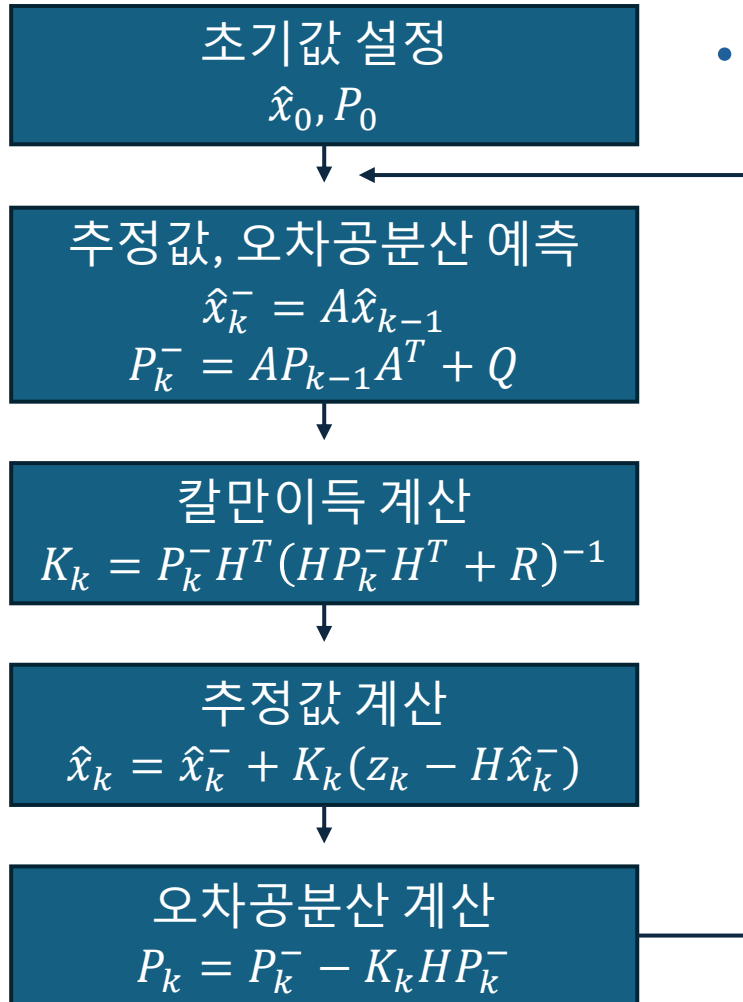 초기값 설정
x̂₀, P₀
추정값, 오차공분산 예측
x̂ₖ⁻ = Ax̂ₖ₋₁
Pₖ⁻ = APₖ₋₁Aᵀ + Q
칼만이득 계산
Kₖ = Pₖ⁻Hᵀ(HPₖ⁻Hᵀ + R)⁻¹
추정값 계산
x̂ₖ = x̂ₖ⁻ + Kₖ(zₖ − Hx̂ₖ⁻)
오차공분산 계산
Pₖ = Pₖ⁻ − KₖHPₖ⁻